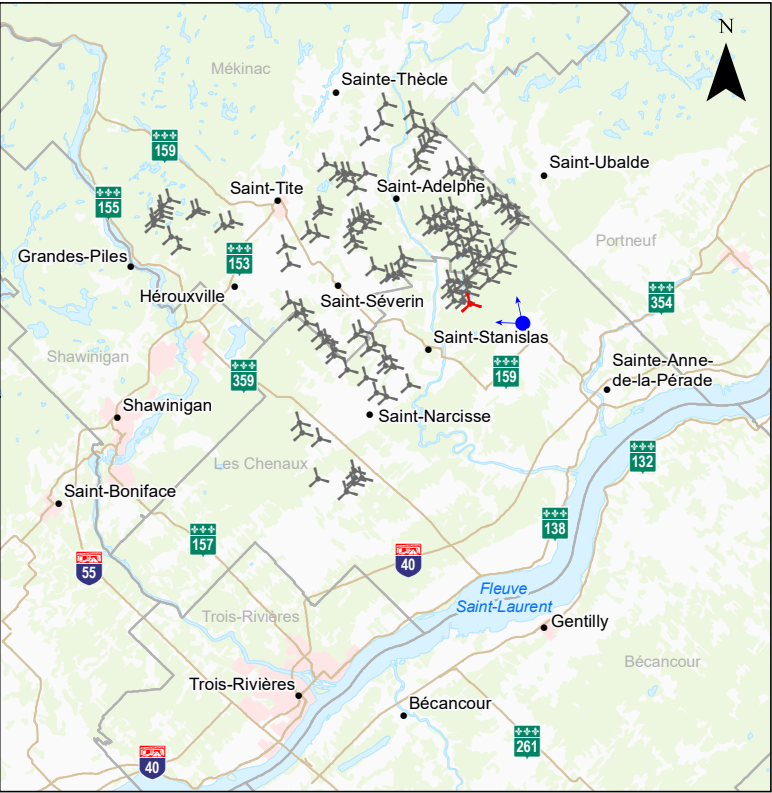 N
Mékinac
Sainte-Thècle
159
Saint-Ubalde
Saint-Tite
Saint-Adelphe
155
Portneuf
Grandes-Piles
153
354
Hérouxville
Saint-Séverin
Saint-Stanislas
Shawinigan
Sainte-Anne-
de-la-Pérade
159
359
Shawinigan
Saint-Narcisse
132
Les Chenaux
Saint-Boniface
138
157
40
55
Fleuve
Saint-Laurent
Trois-Rivières
Gentilly
Bécancour
Trois-Rivières
Bécancour
261
40